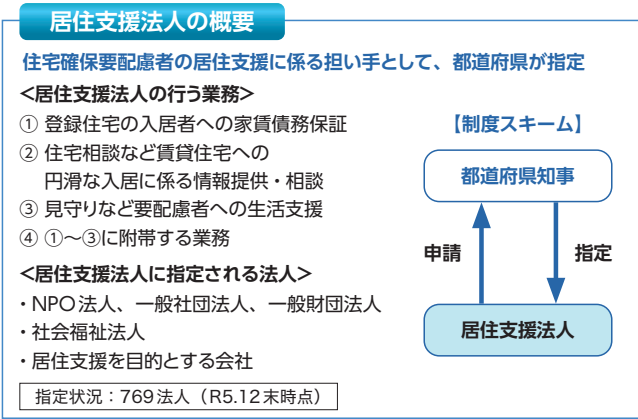 居住支援法人の概要
住宅確保要配慮者の居住支援に係る担い手として、都道府県が指定
<居住支援法人の行う業務>
① 登録住宅の入居者への家賃債務保証
② 住宅相談など賃貸住宅への
円滑な入居に係る情報提供・相談
③ 見守りなど要配慮者への生活支援
④ ①～③に附帯する業務
<居住支援法人に指定される法人>
・NPO法人、一般社団法人、一般財団法人
・社会福祉法人
・居住支援を目的とする会社
指定状況：769法人（R5.12末時点）
【制度スキーム】
都道府県知事
申請
指定
居住支援法人